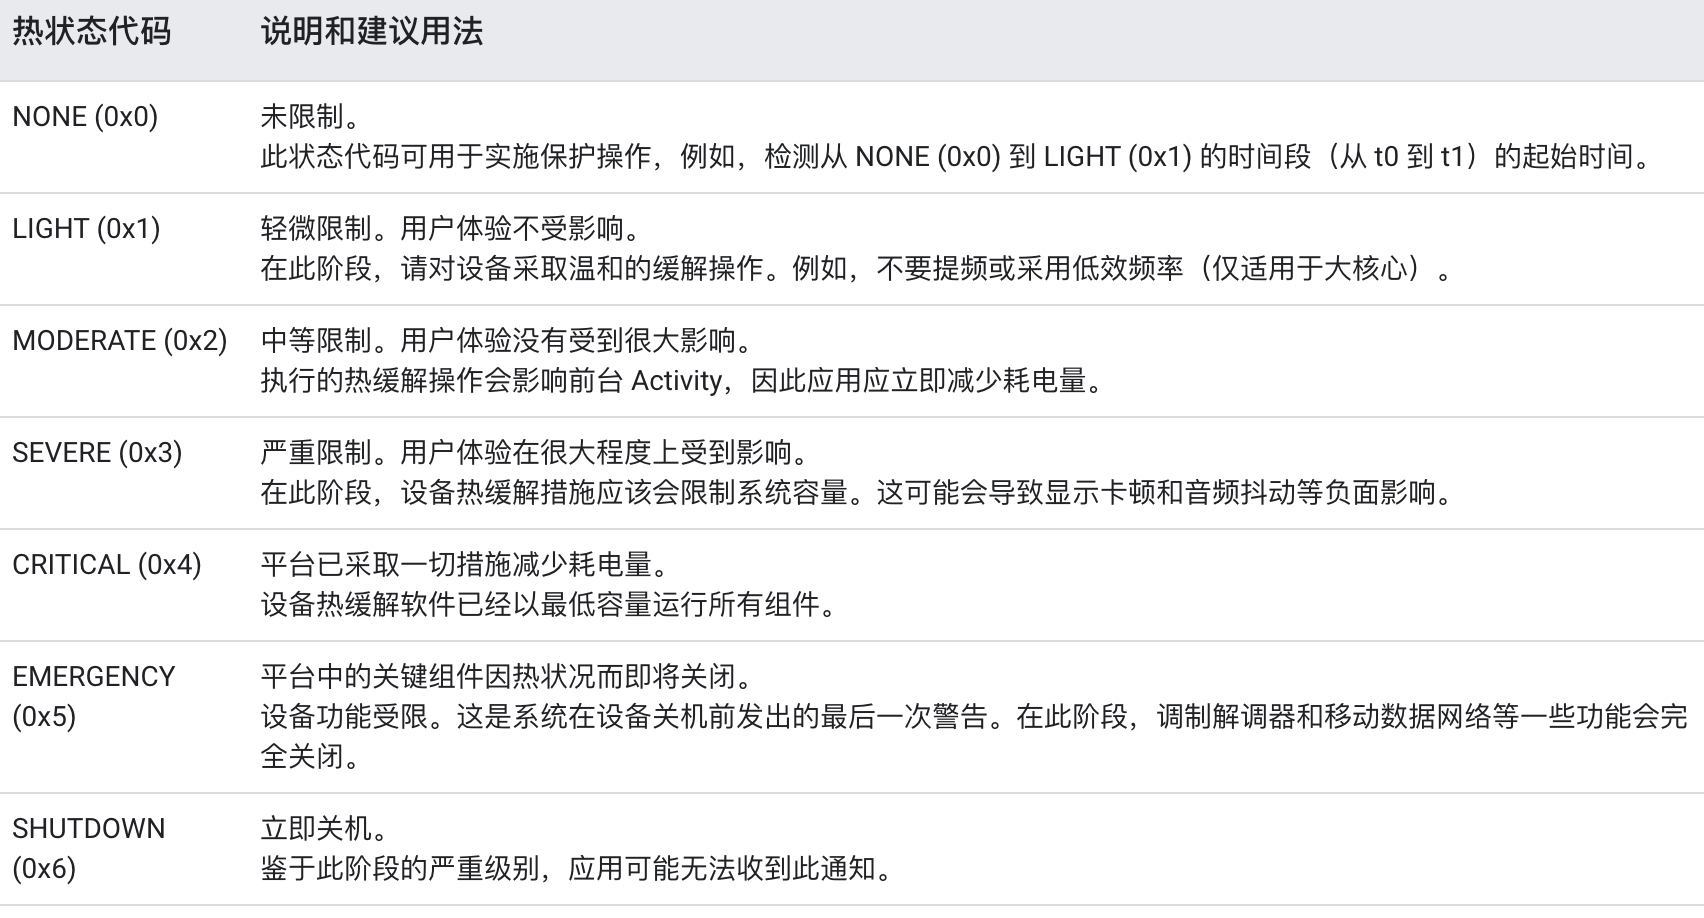 热状态代码 说明和建议用法
NONE (0x0) 未限制。
此状态代码可用于实施保护操作，例如，检测从 NONE (0x0) 到 LIGHT (0x1) 的时间段（从 t0 到 t1）的起始时间。
LIGHT (0x1) 轻微限制。用户体验不受影响。
在此阶段，请对设备采取温和的缓解操作。例如，不要提频或采用低效频率（仅适用于大核心）。
MODERATE (0x2) 中等限制。用户体验没有受到很大影响。
执行的热缓解操作会影响前台 Activity，因此应用应立即减少耗电量。
SEVERE (0x3) 严重限制。用户体验在很大程度上受到影响。
在此阶段，设备热缓解措施应该会限制系统容量。这可能会导致显示卡顿和音频抖动等负面影响。
CRITICAL (0x4) 平台已采取一切措施减少耗电量。
设备热缓解软件已经以最低容量运行所有组件。
EMERGENCY 平台中的关键组件因热状况而即将关闭。
(0x5) 设备功能受限。这是系统在设备关机前发出的最后一次警告。在此阶段，调制解调器和移动数据网络等一些功能会完
全关闭。
SHUTDOWN 立即关机。
(0x6) 鉴于此阶段的严重级别，应用可能无法收到此通知。